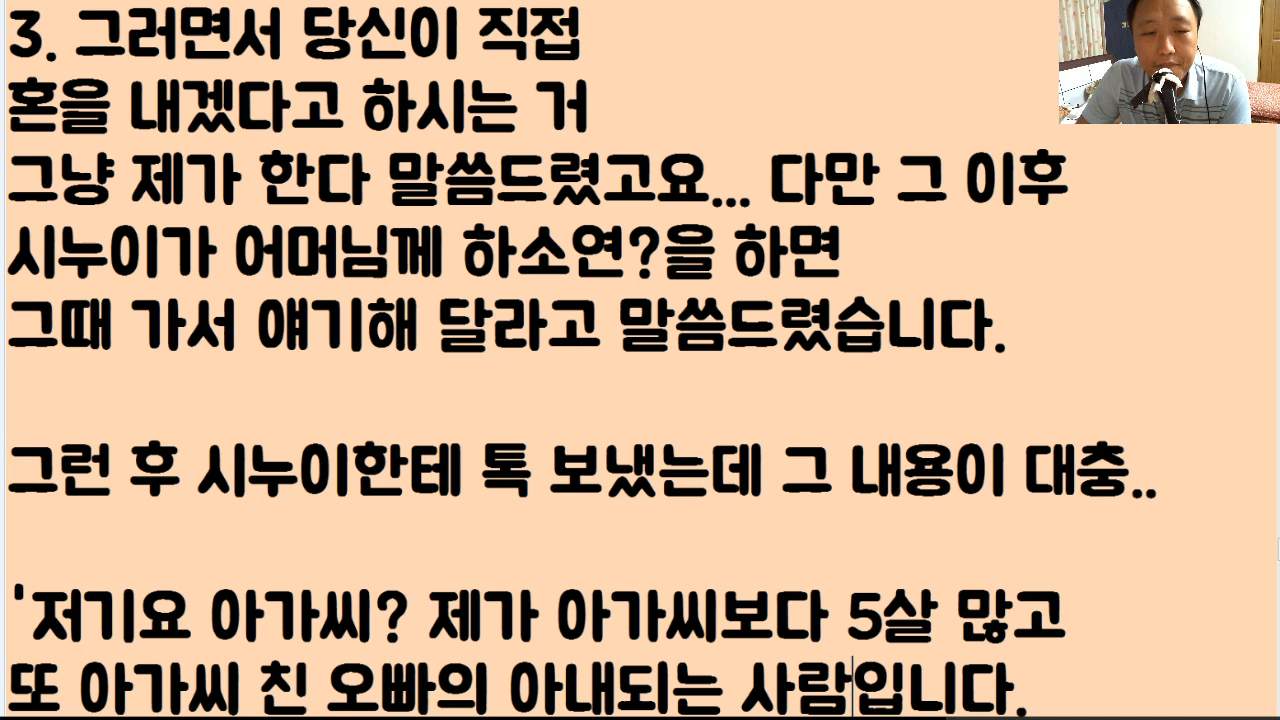 3. 그러면서 당신이 직접
혼을 내겠다고 하시는 거
그냥 제가 한다 말씀드렸고요... 다만 그 이후
시누이가 어머님께 하소연?을 하면
그때 가서 얘기해 달라고 말씀드렸습니다.
그런 후 시누이한테 톡 보냈는데 그 내용이 대충..
'저기요 아가씨? 제가 아가씨보다 5살 많고
또 아가씨 친 오빠의 아내되는 사람입니다.